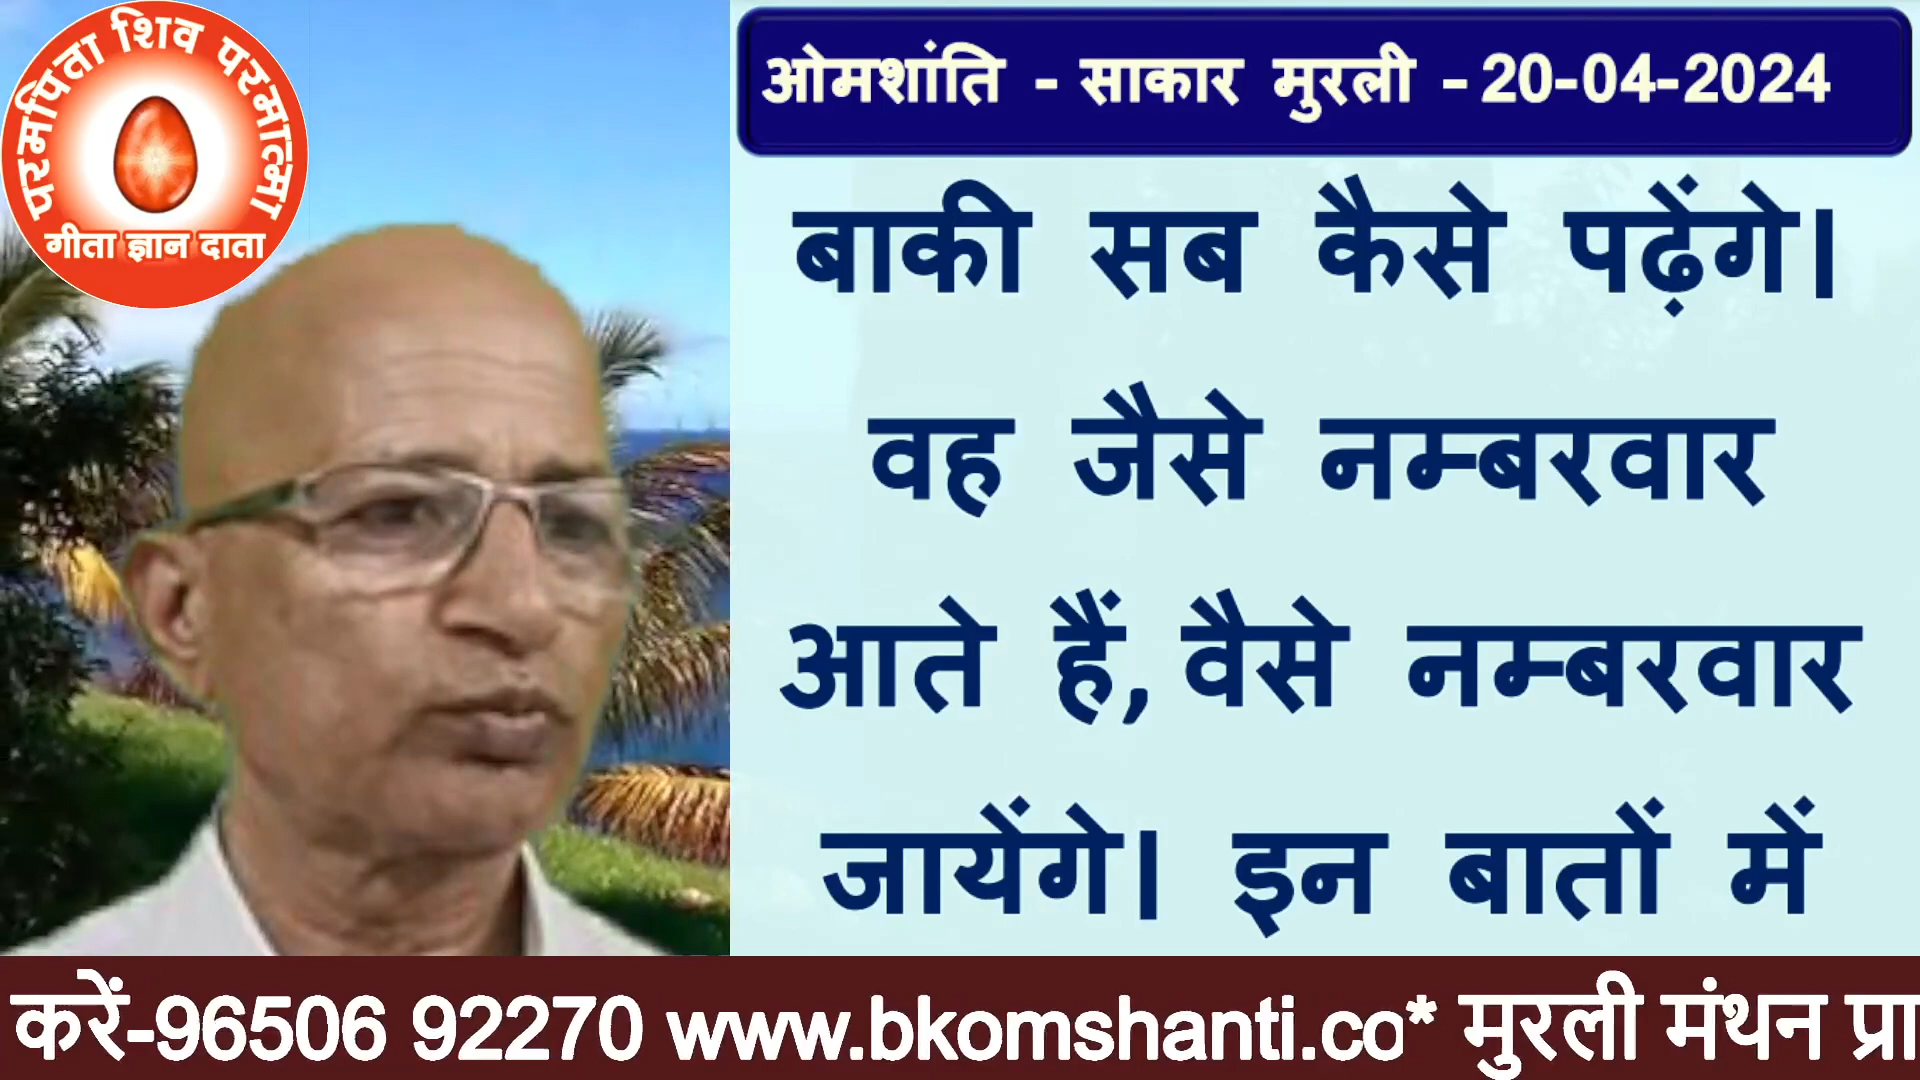 परमपिता शिव परमात्मा
गीता ज्ञान दाता
ओमशांति - साकार मुरली - 20-04-2024
बाकी सब कैसे पढ़ेंगे।
वह जैसे नम्बरवार
आते हैं, वैसे नम्बरवार
जायेंगे। इन बातों में
करें-96506 92270 www.bkomshanti.co* मुरली मंथन प्रा